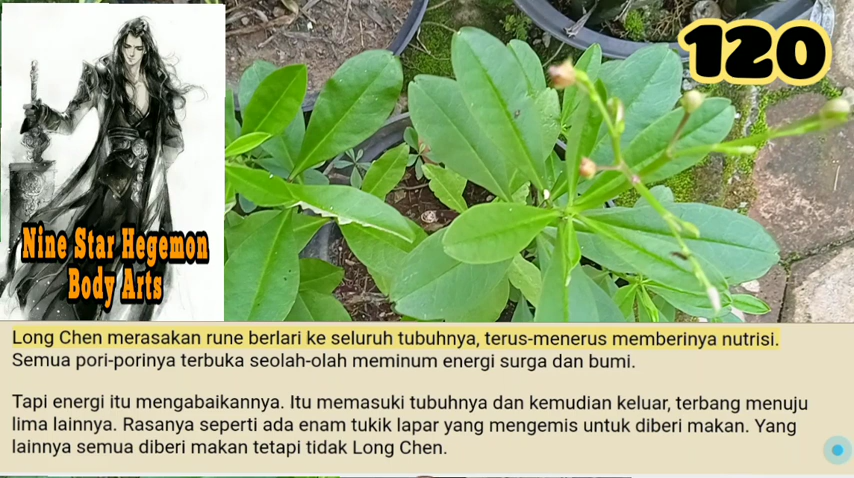 120
Nine Star Hegemon
Body Arts
Long Chen merasakan rune berlari ke seluruh tubuhnya, terus-menerus memberinya nutrisi.
Semua pori-porinya terbuka seolah-olah meminum energi surga dan bumi.
Tapi energi itu mengabaikannya. Itu memasuki tubuhnya dan kemudian keluar, terbang menuju
lima lainnya. Rasanya seperti ada enam tukik lapar yang mengemis untuk diberi makan. Yang
lainnya semua diberi makan tetapi tidak Long Chen.